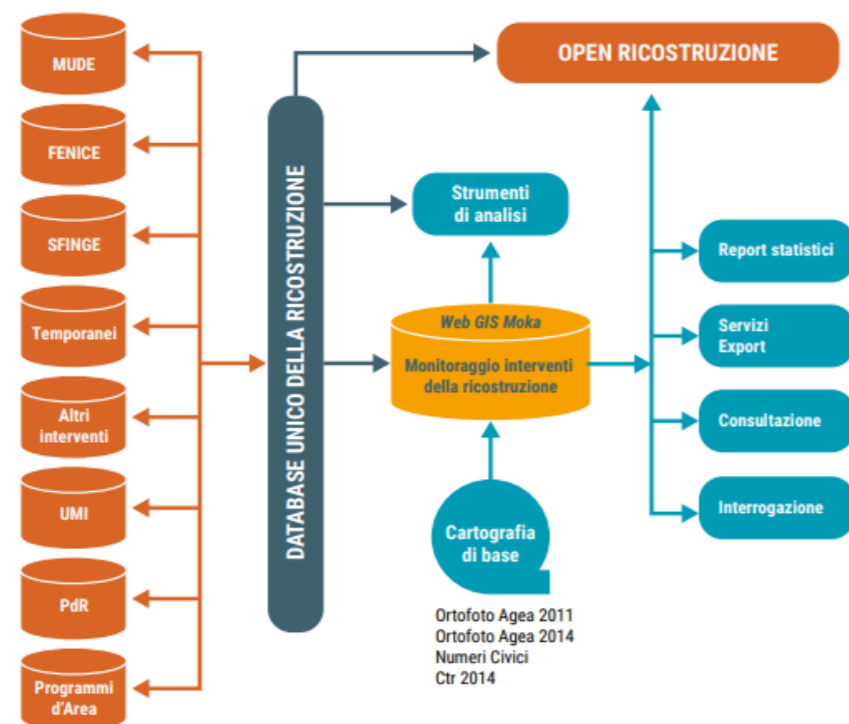 MUDE
FENICE
SFINGE
Temporanei
Altri
interventi
UMI
PdR
Programmi
d'Area
DATABASE UNICO DELLA RICOSTRUZIONE
OPEN RICOSTRUZIONE
Strumenti
di analisi
Web GIS Moka
Monitoraggio interventi
della ricostruzione
Cartografia
di base
Ortofoto Agea 2011
Ortofoto Agea 2014
Numeri Civici
Ctr 2014
Report statistici
Servizi
Export
Consultazione
Interrogazione